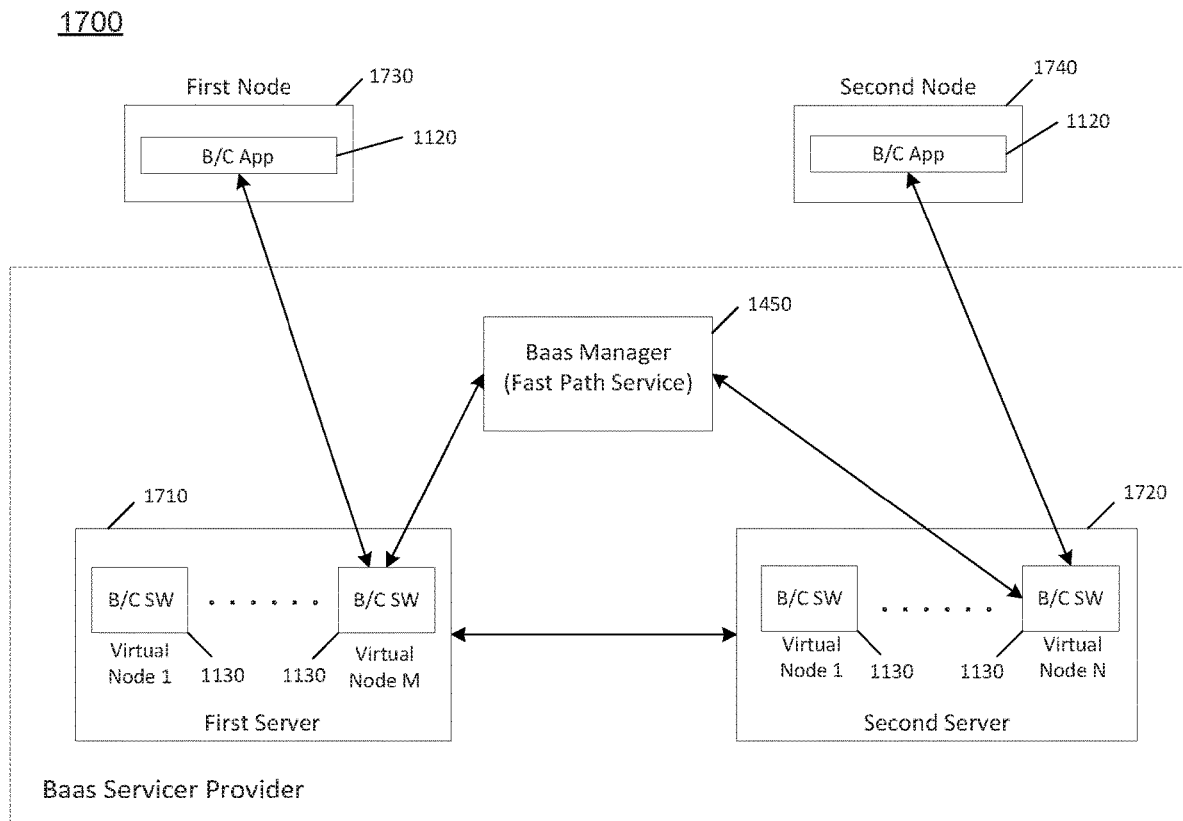 1700
First Node
1730
B/C App
1120
Second Node
1740
B/C App
1120
1450
Baas Manager
(Fast Path Service)
1710
B/C SW
B/C SW
Virtual
Node 1
1130
1130
Virtual
Node M
First Server
1720
B/C SW
B/C SW
Virtual
Node 1
1130
1130
Virtual
Node N
Second Server
Baas Servicer Provider